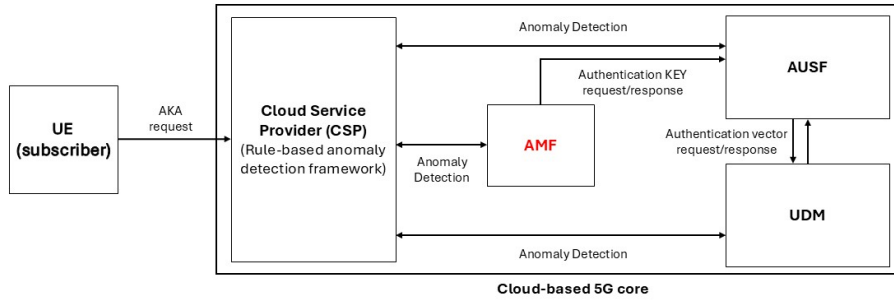 UE
(subscriber)
AKA
request
Cloud Service
Provider (CSP)
(Rule-based anomaly
detection framework)
Anomaly Detection
Authentication KEY
request/response
AMF
Anomaly
Detection
AUSF
Authentication vector
request/response
UDM
Anomaly Detection
Cloud-based 5G core